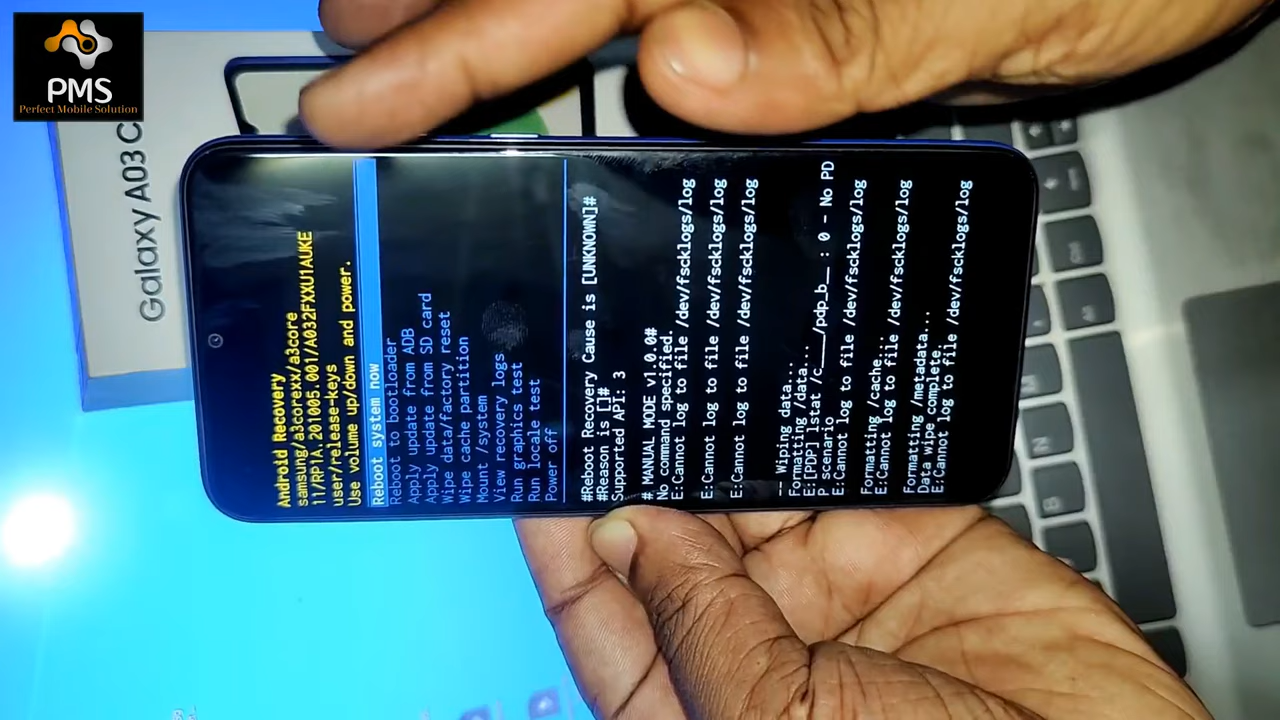 PMS
Perfect Mobile Solution
Galaxy A03 C
Android Recovery
samsung/a3corexx/a3core
11/RP1A.201005.001/A032FXXU1AUKE
user/release-keys
Use volume up/down and power.
Reboot system now
Reboot to bootloader
Apply update from ADB
Apply update from SD card
Wipe data/factory reset
Wipe cache partition
Mount /system
View recovery logs
Run graphics test
Run locale test
Power off
#Reboot Recovery Cause is [UNKNOWN]#
#Reason is []#
Supported API: 3
# MANUAL MODE v1.0.0#
No command specified.
E:Cannot log to file /dev/fscklogs/log
E:Cannot log to file /dev/fscklogs/log
E:Cannot log to file /dev/fscklogs/log
-- Wiping data...
Formatting /data...
E:[PDP] lstat /c____/pdp_b__ : 0 - No PD
P scenario
E:Cannot log to file /dev/fscklogs/log
Formatting /cache...
E:Cannot log to file /dev/fscklogs/log
Formatting /metadata...
Data wipe complete.
E:Cannot log to file /dev/fscklogs/log
N
B